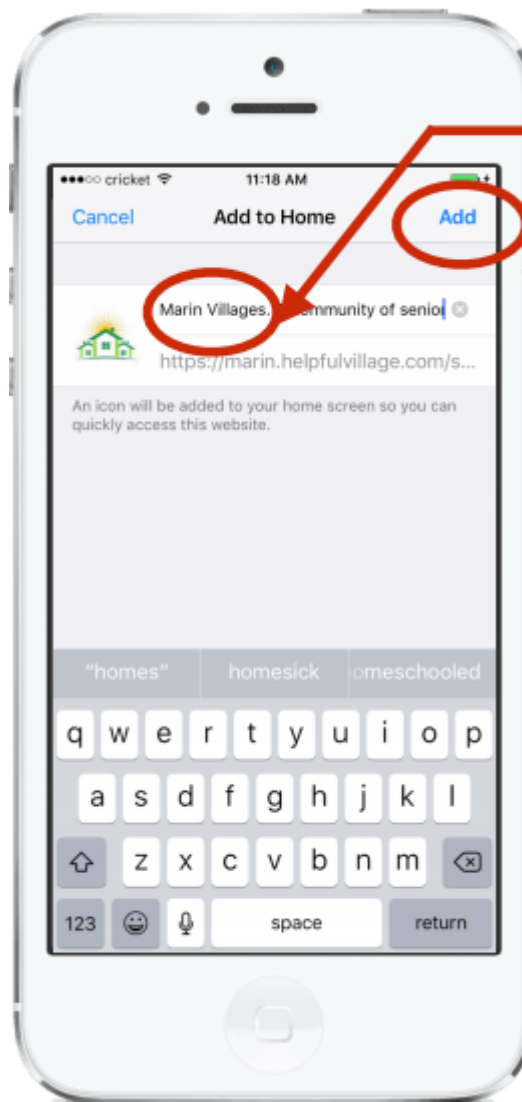 cricket 11:18 AM
Cancel Add to Home Add
Marin Villages. community of senio
https://marin.helpfulvillage.com/s...
An icon will be added to your home screen so you can
quickly access this website.
"homes" homesick omeschooled
q w e r t y u i o p
a s d f g h j k l
z x c v b n m
123 space return